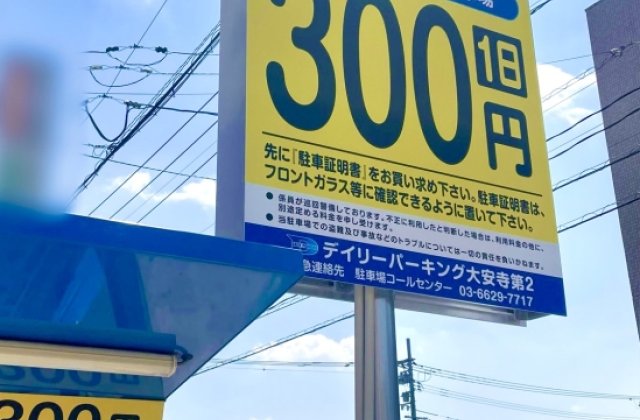 場
300
1日
円
先に『駐車証明書』をお買い求め下さい。駐車証明書は、
フロントガラス等に確認できるように置いて下さい。
● 係員が巡回警備しております。不正に利用したと判断した場合は、利用料金の他に、
別途定める料金を申し受けます。
● 当駐車場での盗難及び事故などのトラブルについては一切の責任を負いかねます。
デイリーパーキング大安寺第2
急連絡先 駐車場コールセンター 03-6629-7717
300円